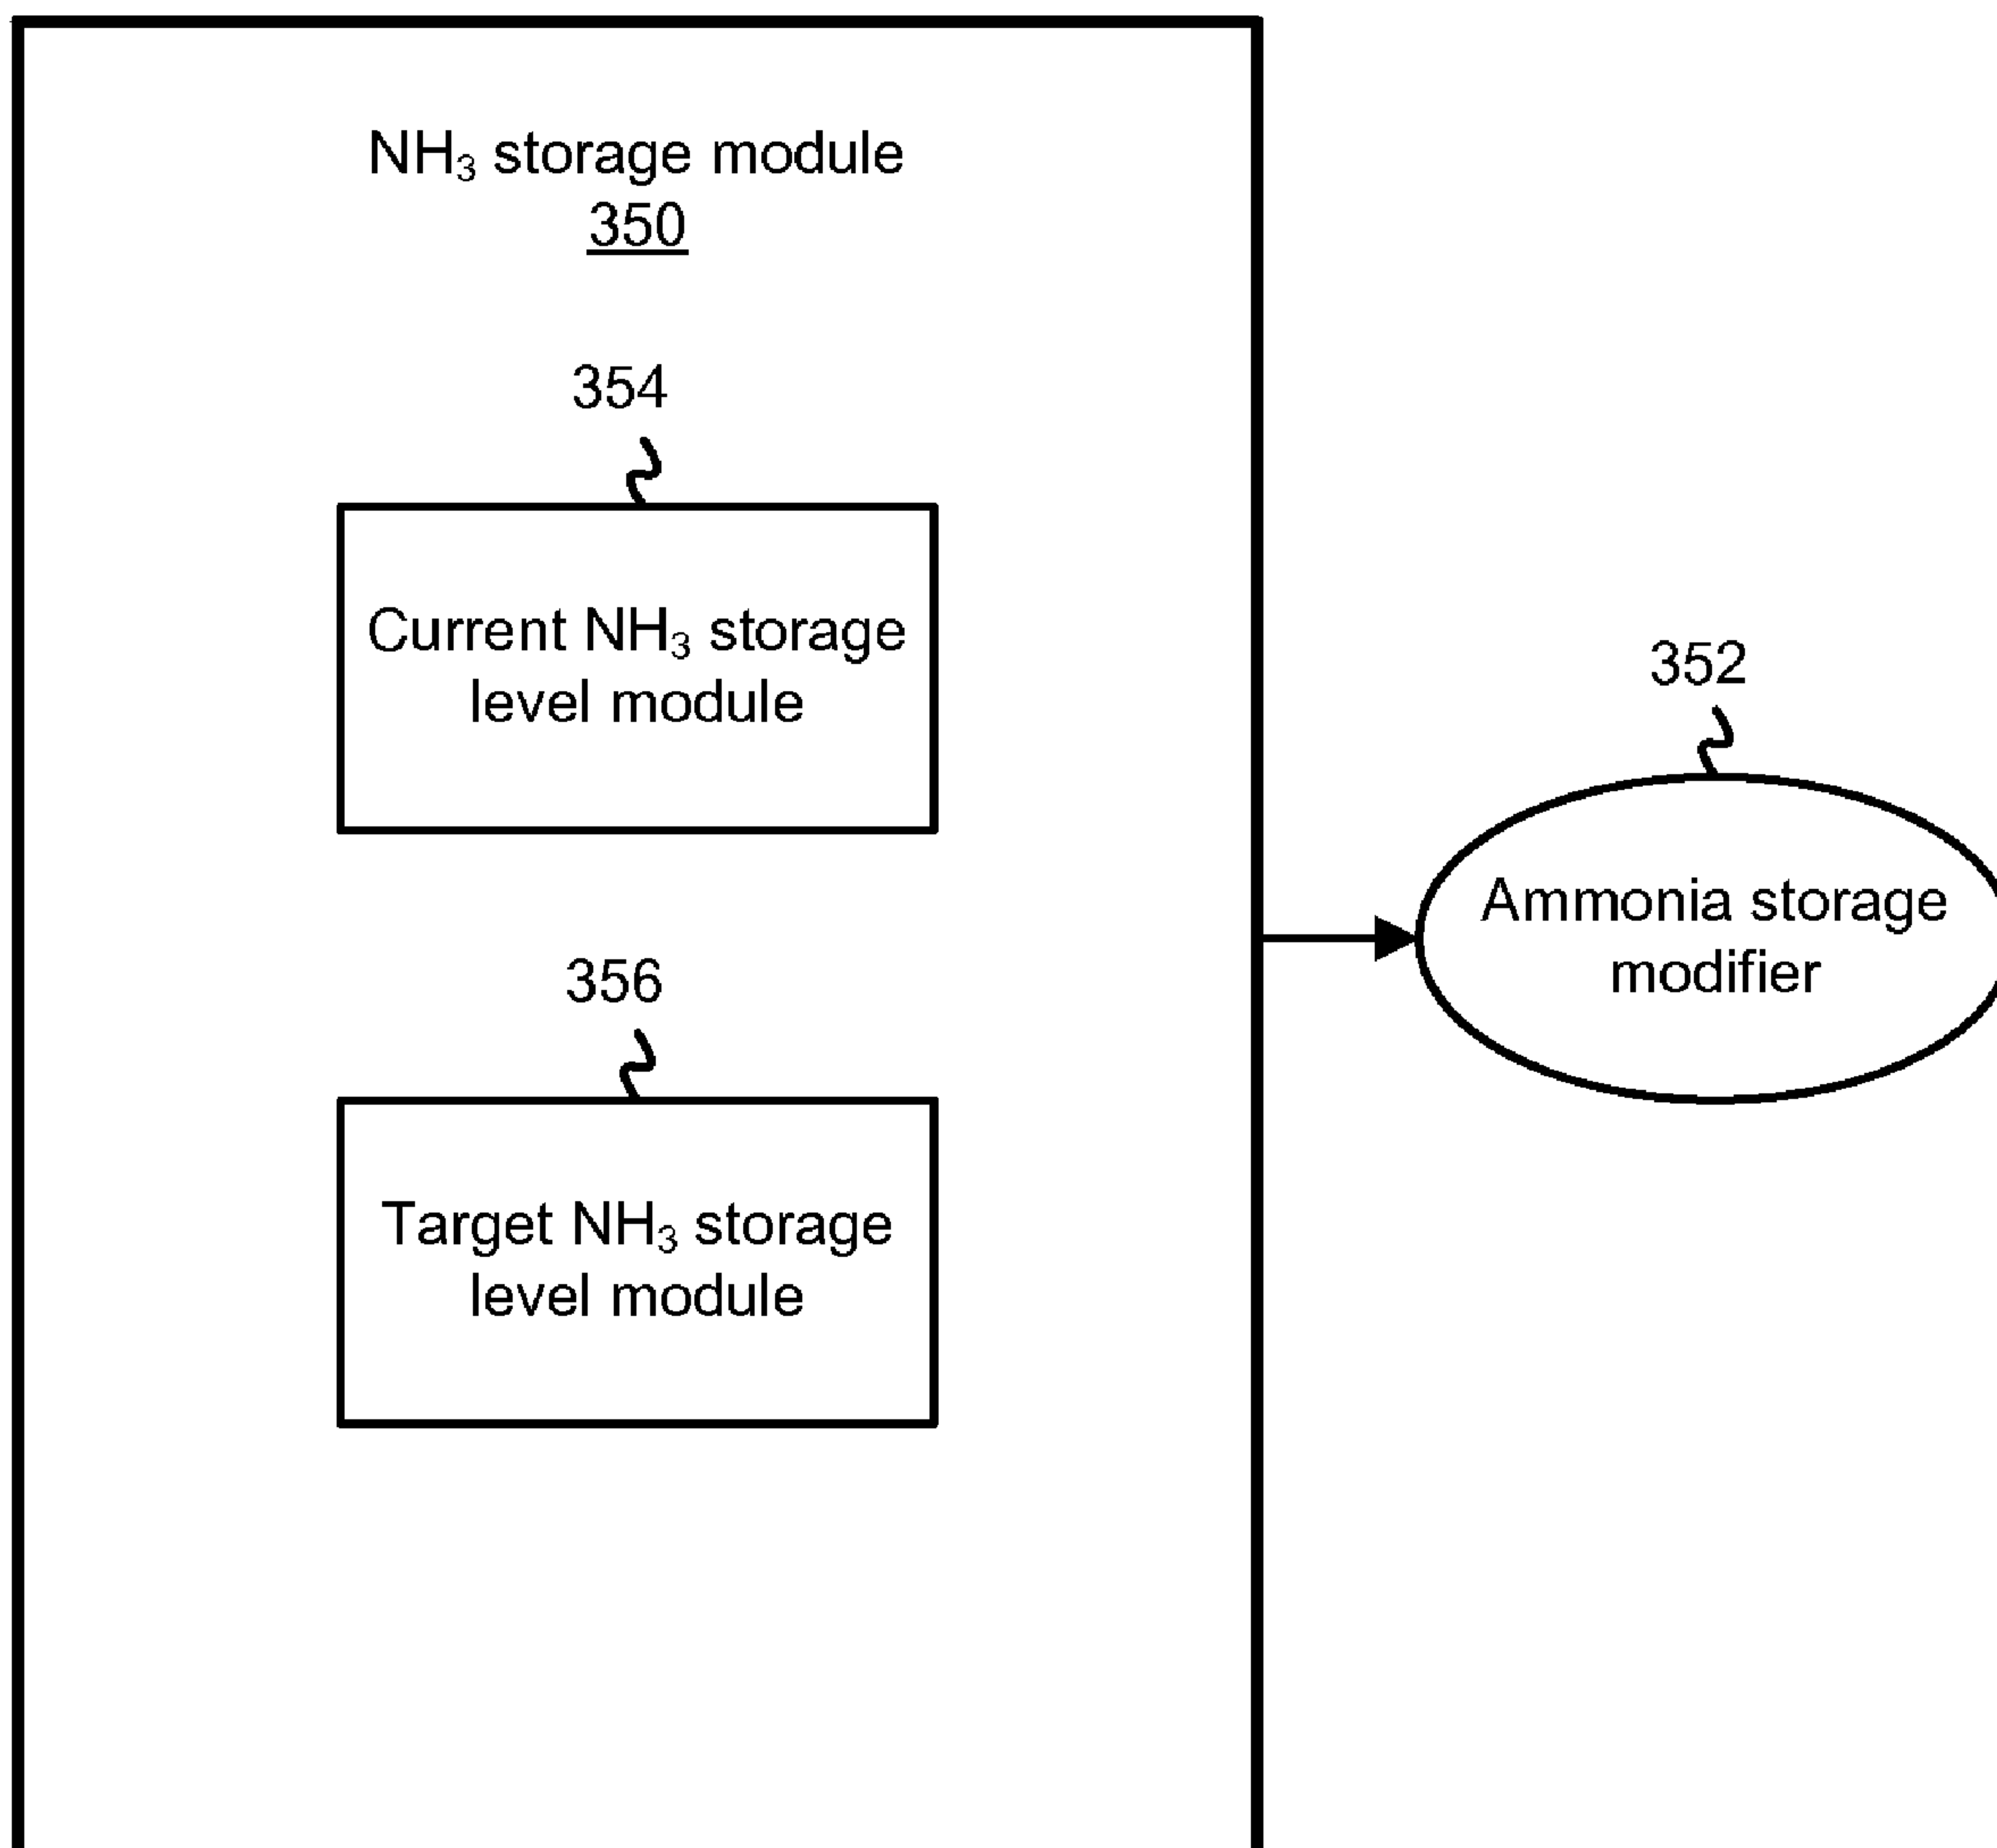 NH₃ storage module
350
354
Current NH₃ storage
level module
352
Ammonia storage
modifier
356
Target NH₃ storage
level module